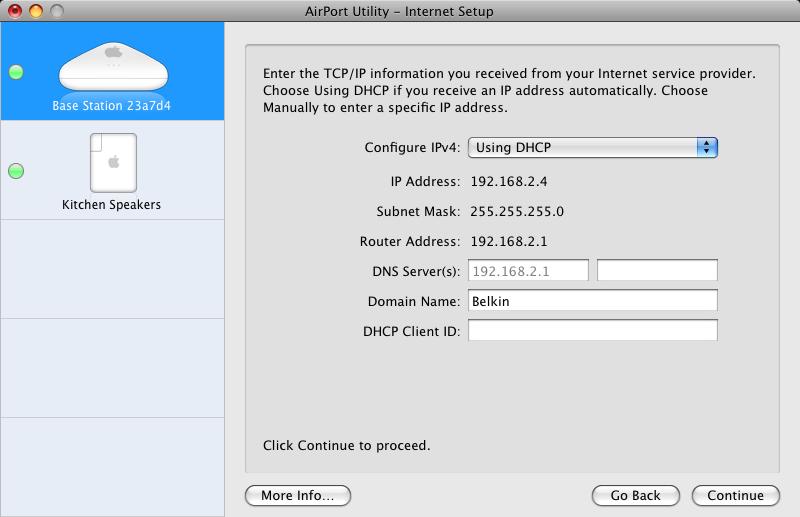 AirPort Utility – Internet Setup
Base Station 23a7d4
Kitchen Speakers
Enter the TCP/IP information you received from your Internet service provider.
Choose Using DHCP if you receive an IP address automatically. Choose
Manually to enter a specific IP address.
Configure IPv4: Using DHCP
IP Address: 192.168.2.4
Subnet Mask: 255.255.255.0
Router Address: 192.168.2.1
DNS Server(s): 192.168.2.1
Domain Name: Belkin
DHCP Client ID:
Click Continue to proceed.
More Info... Go Back Continue